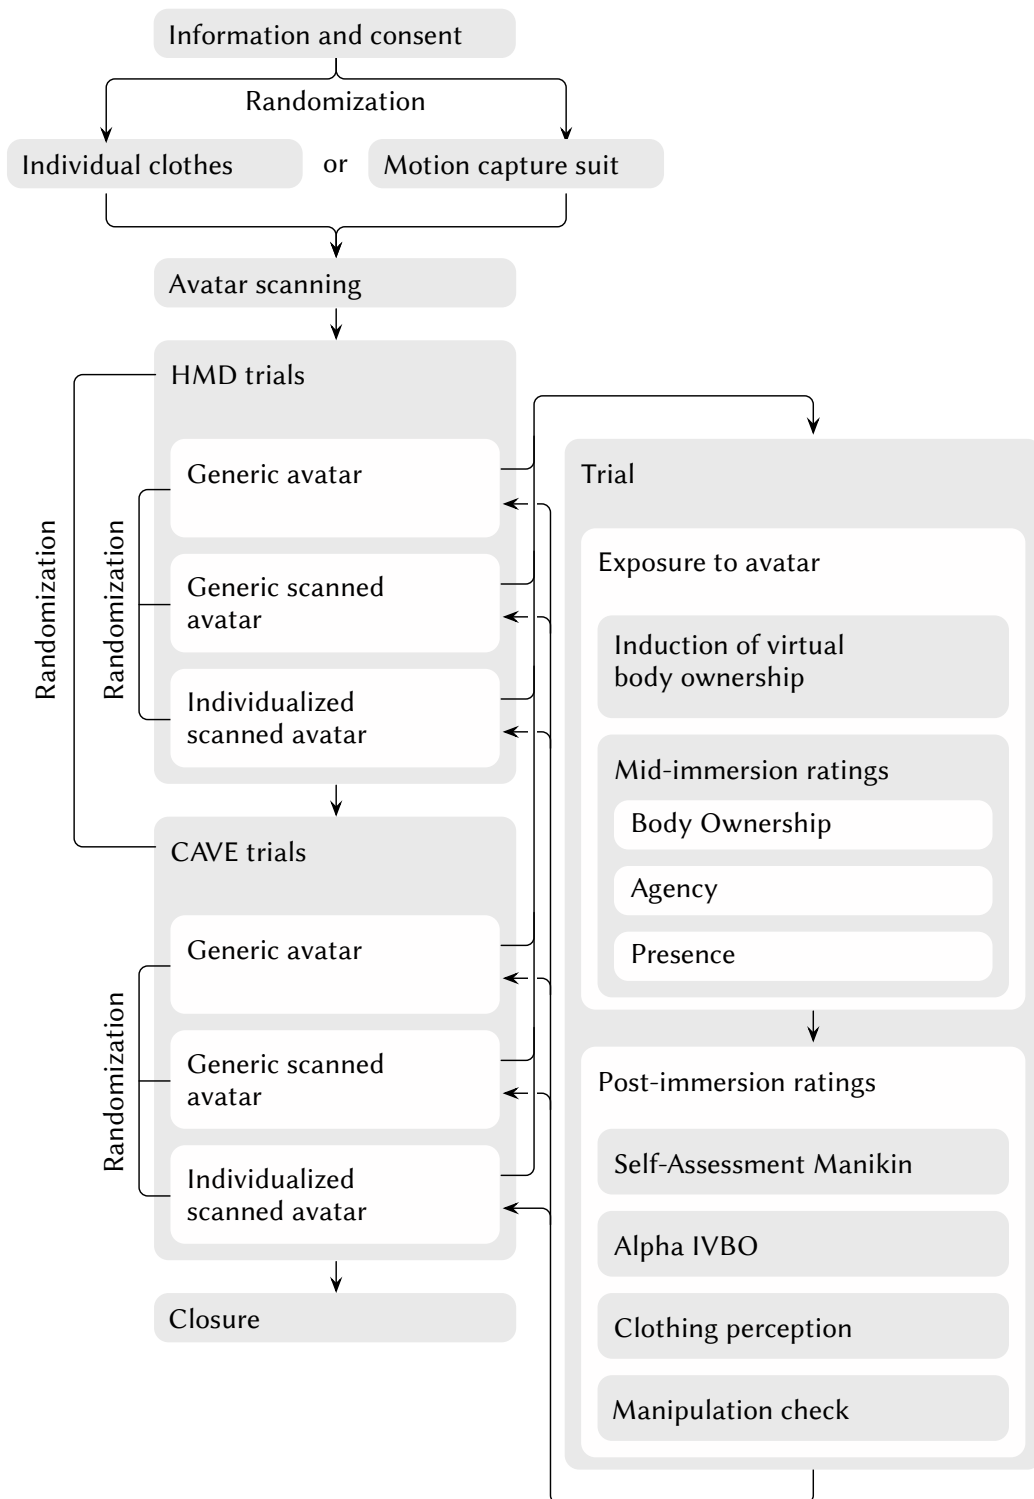 Information and consent
Randomization
Individual clothes
or
Motion capture suit
Avatar scanning
HMD trials
Randomization
Randomization
Generic avatar
Generic scanned
avatar
Individualized
scanned avatar
CAVE trials
Randomization
Generic avatar
Generic scanned
avatar
Individualized
scanned avatar
Closure
Trial
Exposure to avatar
Induction of virtual
body ownership
Mid-immersion ratings
Body Ownership
Agency
Presence
Post-immersion ratings
Self-Assessment Manikin
Alpha IVBO
Clothing perception
Manipulation check